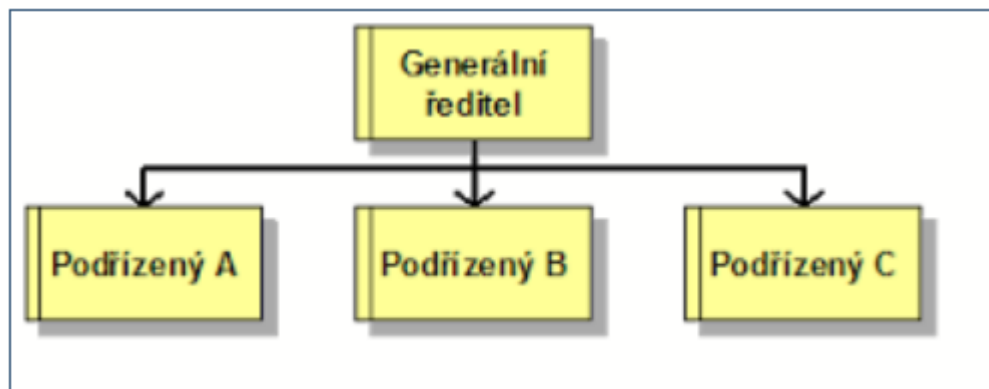 Generální
ředitel
Podřízený A
Podřízený B
Podřízený C